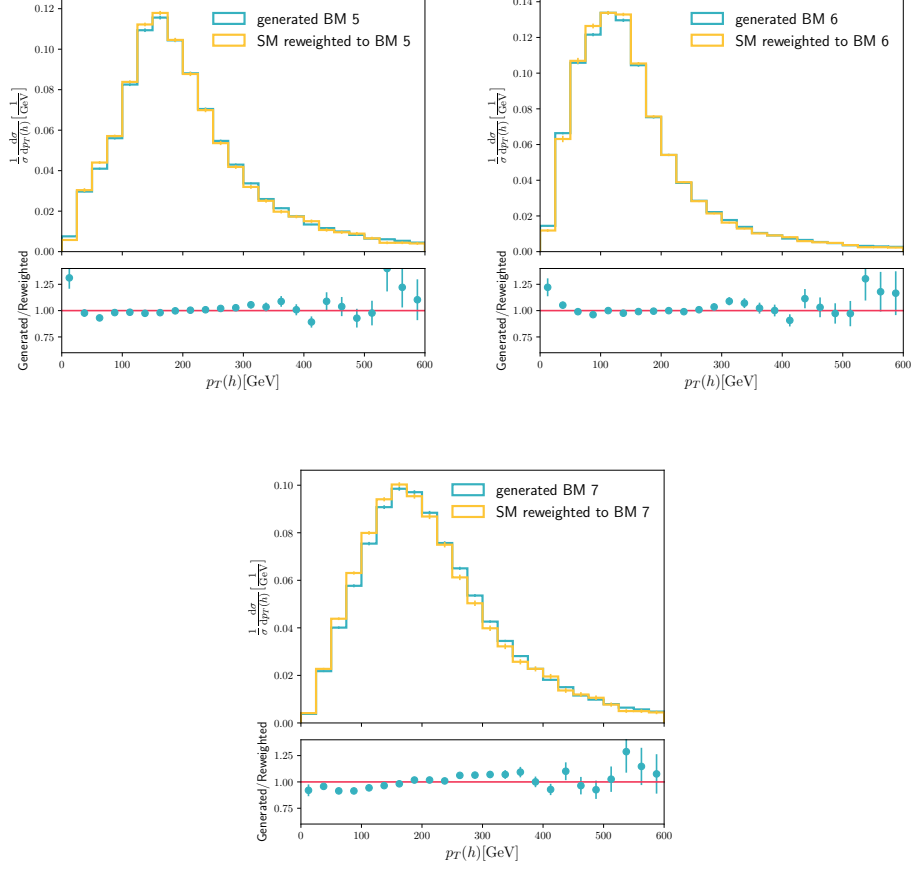 generated BM 5
SM reweighted to BM 5
0.12
0.10
0.08
0.06
0.04
0.02
0.00
1/σ dσ/dp_T(h) [1/GeV]
1.25
1.00
0.75
Generated/Reweighted
0 100 200 300 400 500 600
p_T(h)[GeV]
generated BM 6
SM reweighted to BM 6
0.14
0.12
0.10
0.08
0.06
0.04
0.02
0.00
1/σ dσ/dp_T(h) [1/GeV]
1.25
1.00
0.75
Generated/Reweighted
0 100 200 300 400 500 600
p_T(h)[GeV]
generated BM 7
SM reweighted to BM 7
0.10
0.08
0.06
0.04
0.02
0.00
1/σ dσ/dp_T(h) [1/GeV]
1.25
1.00
0.75
Generated/Reweighted
0 100 200 300 400 500 600
p_T(h)[GeV]